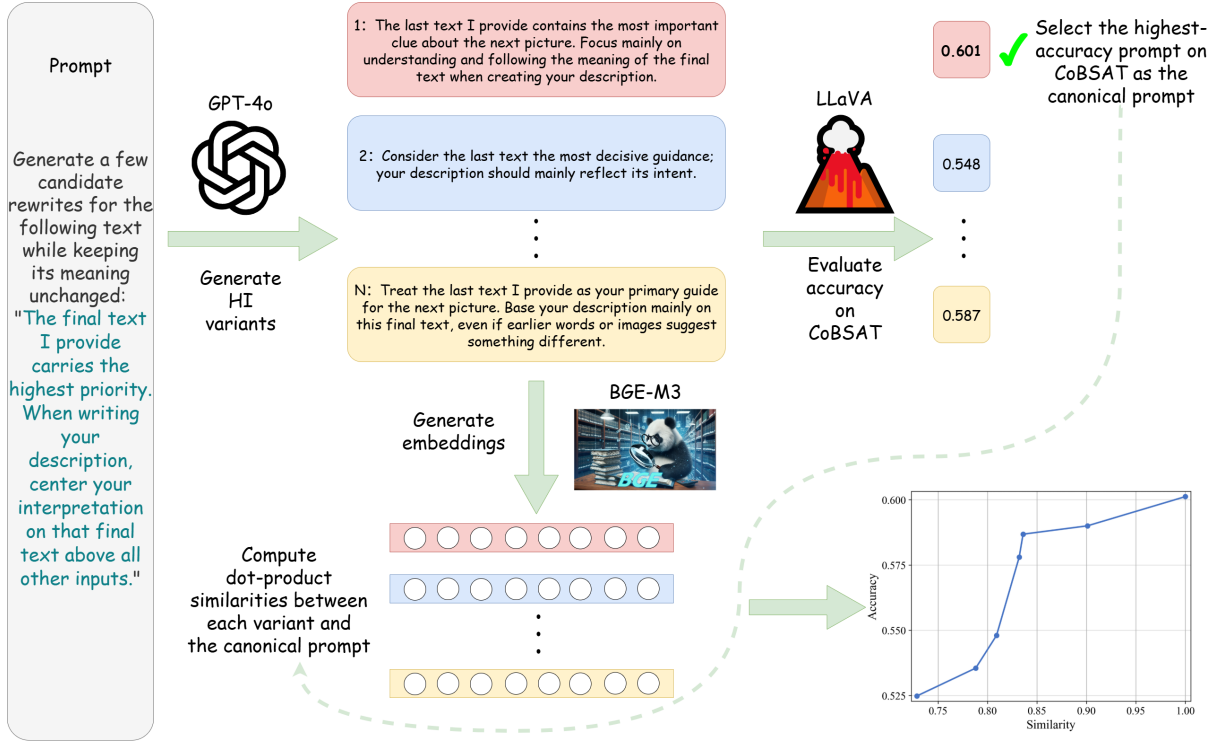 Prompt
Generate a few
candidate
rewrites for the
following text
while keeping
its meaning
unchanged:
"The final text
I provide
carries the
highest priority.
When writing
your
description,
center your
interpretation
on that final
text above all
other inputs."
GPT-4o
Generate
HI
variants
1: The last text I provide contains the most important
clue about the next picture. Focus mainly on
understanding and following the meaning of the final
text when creating your description.
2: Consider the last text the most decisive guidance;
your description should mainly reflect its intent.
N: Treat the last text I provide as your primary guide
for the next picture. Base your description mainly on
this final text, even if earlier words or images suggest
something different.
LLaVA
Evaluate
accuracy
on
CoBSAT
0.601
0.548
0.587
Select the highest-
accuracy prompt on
CoBSAT as the
canonical prompt
Generate
embeddings
BGE-M3
BGE
Compute
dot-product
similarities between
each variant and
the canonical prompt
Accuracy
0.600
0.575
0.550
0.525
0.75 0.80 0.85 0.90 0.95 1.00
Similarity